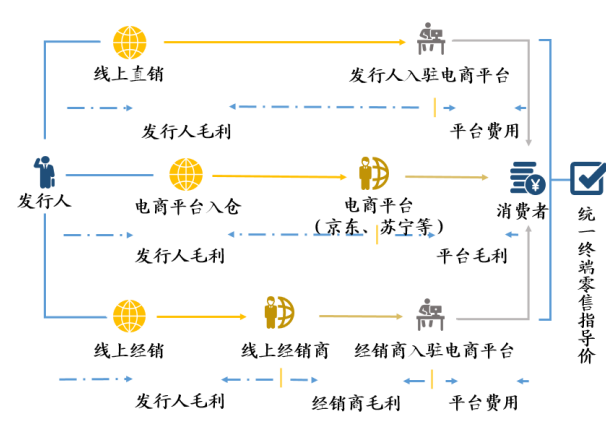 线上直销
发行人入驻电商平台
发行人毛利
平台费用
发行人
电商平台入仓
电商平台
（京东、苏宁等）
消费者
发行人毛利
平台毛利
统一终端零售指导价
线上经销
线上经销商
经销商入驻电商平台
发行人毛利
经销商毛利
平台费用